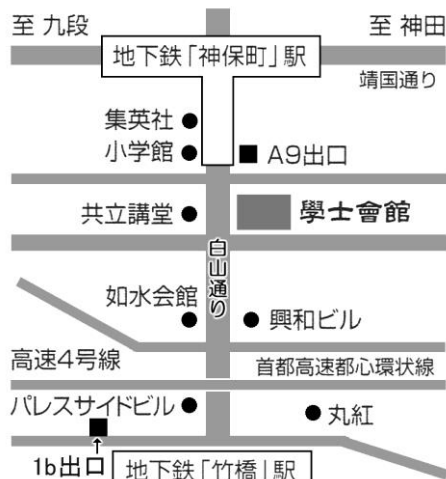 至 九段
至 神田
地下鉄「神保町」駅
靖国通り
集英社
小学館
A9出口
共立講堂
學士會館
白山通り
如水会館
興和ビル
高速4号線
首都高速都心環状線
パレスサイドビル
丸紅
1b出口
地下鉄「竹橋」駅